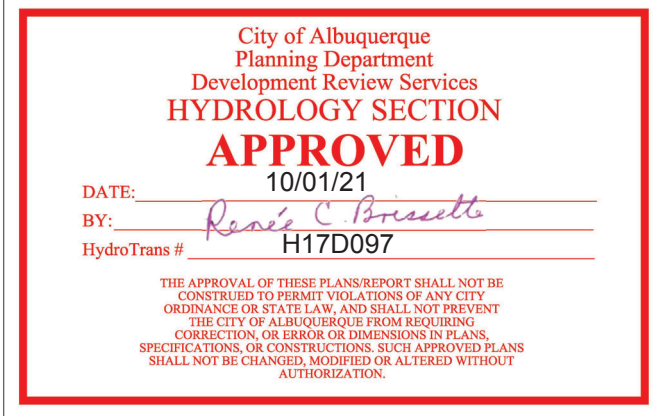 City of Albuquerque
Planning Department
Development Review Services
HYDROLOGY SECTION
APPROVED
DATE: 10/01/21
BY: Renée C. Brissette
HydroTrans # H17D097
THE APPROVAL OF THESE PLANS/REPORT SHALL NOT BE
CONSTRUED TO PERMIT VIOLATIONS OF ANY CITY
ORDINANCE OR STATE LAW, AND SHALL NOT PREVENT
THE CITY OF ALBUQUERQUE FROM REQUIRING
CORRECTION, OR ERROR OR DIMENSIONS IN PLANS,
SPECIFICATIONS, OR CONSTRUCTIONS. SUCH APPROVED PLANS
SHALL NOT BE CHANGED, MODIFIED OR ALTERED WITHOUT
AUTHORIZATION.